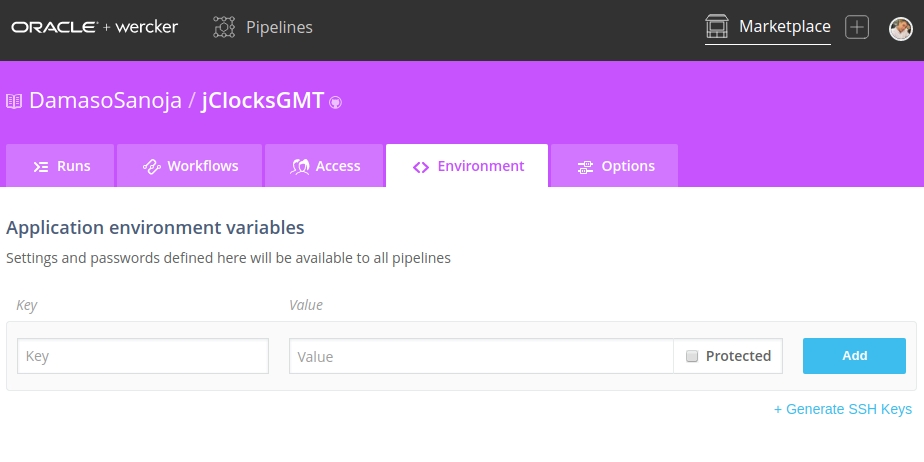 ORACLE + wercker Pipelines Marketplace
DamasoSanoja / jClocksGMT
Runs Workflows Access Environment Options
Application environment variables
Settings and passwords defined here will be available to all pipelines
Key Value
Key Value Protected Add
+ Generate SSH Keys